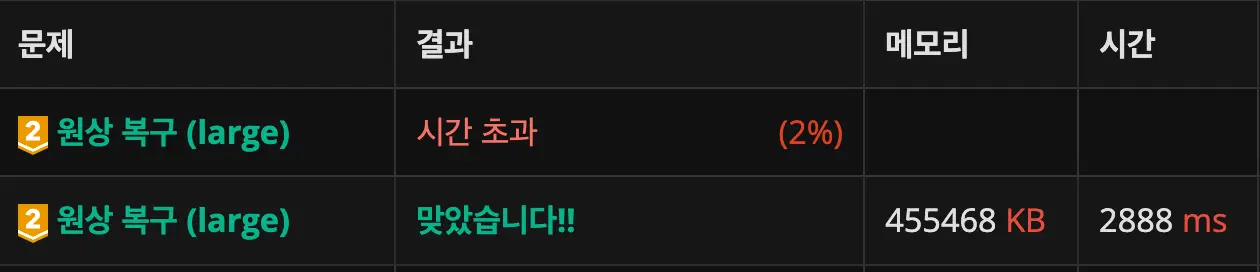 문제 결과 메모리 시간
2 원상 복구 (large) 시간 초과 (2%)
2 원상 복구 (large) 맞았습니다!! 455468 KB 2888 ms